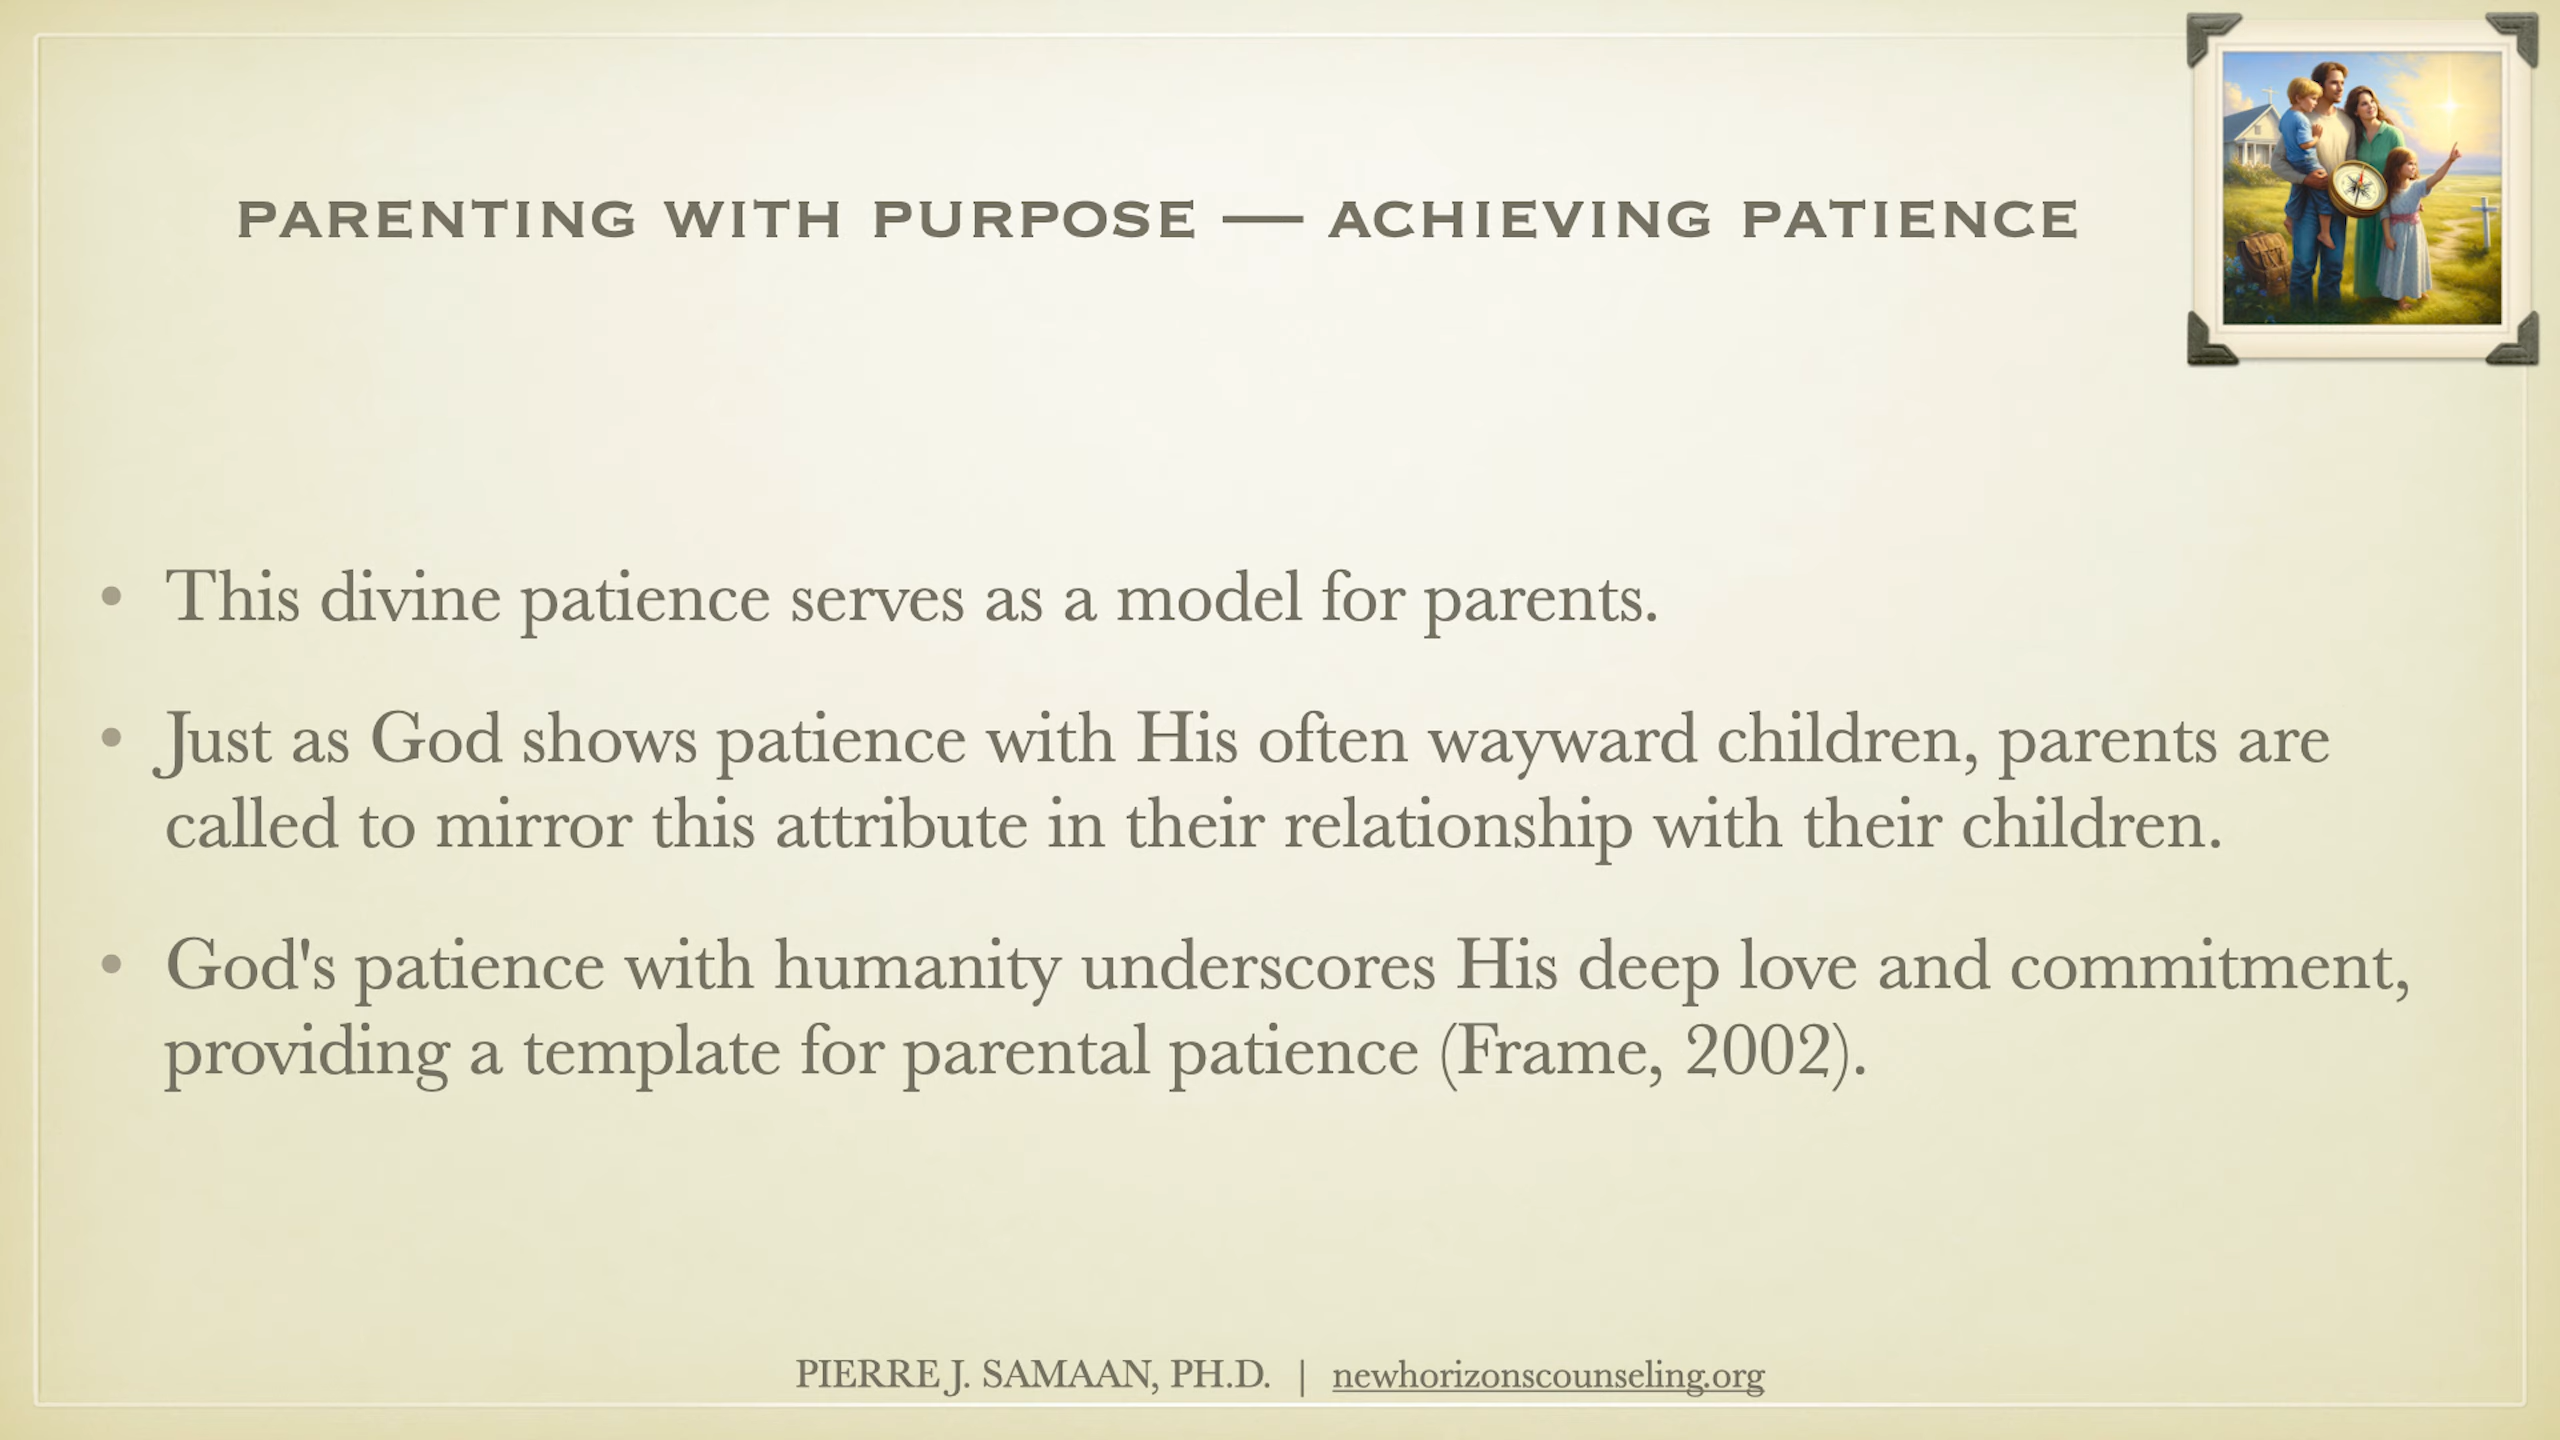 PARENTING WITH PURPOSE — ACHIEVING PATIENCE
• This divine patience serves as a model for parents.
• Just as God shows patience with His often wayward children, parents are
called to mirror this attribute in their relationship with their children.
• God's patience with humanity underscores His deep love and commitment,
providing a template for parental patience (Frame, 2002).
PIERRE J. SAMAAN, PH.D. | newhorizonscounseling.org